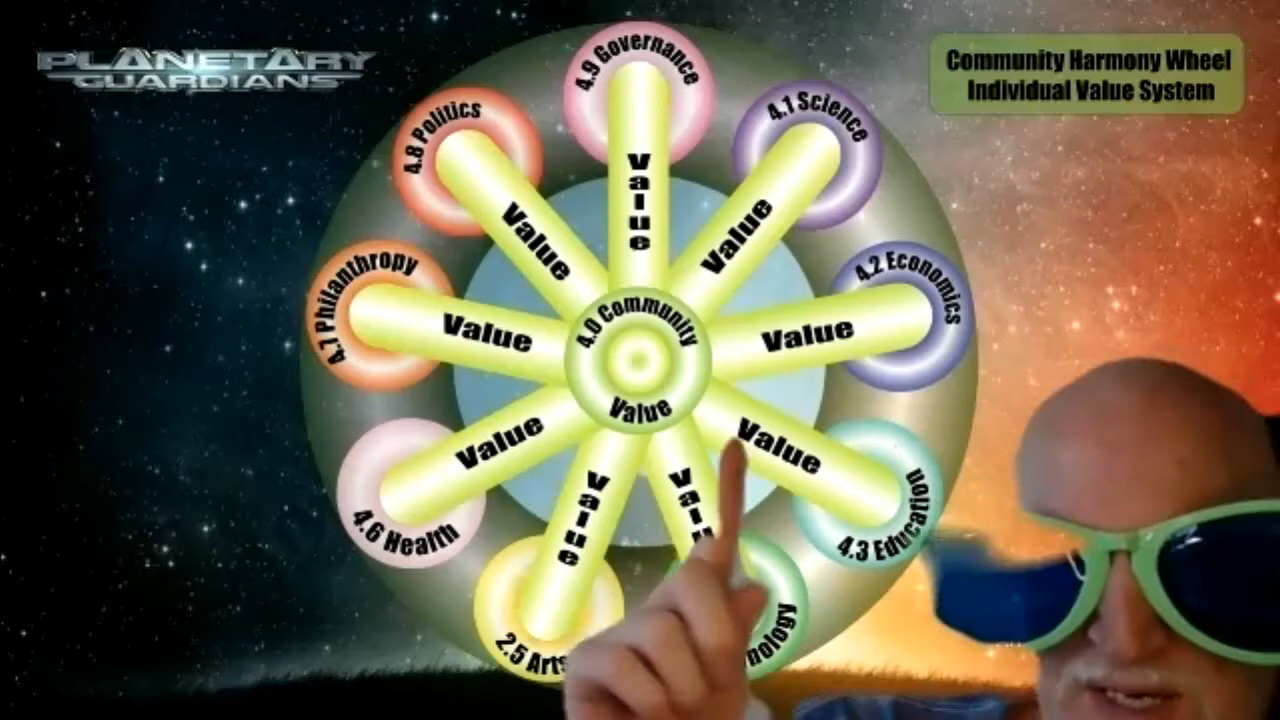 PLANETARY
GUARDIANS
Community Harmony Wheel
Individual Value System
4.9 Governance
4.1 Science
4.2 Economics
4.3 Education
2.5 Arts
4.6 Health
4.7 Philanthropy
4.8 Politics
Value
Value
Value
Value
Value
Value
Value
Value
4.0 Community
Value